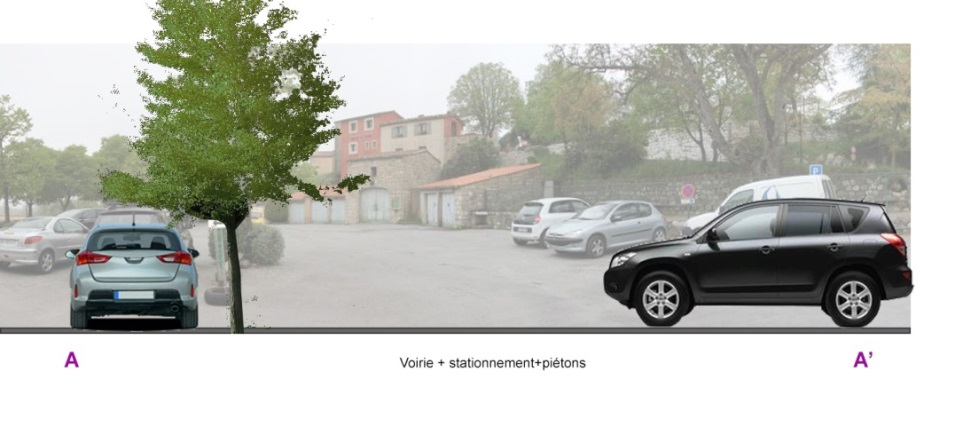 P
A
Voirie + stationnement+piétons
A’